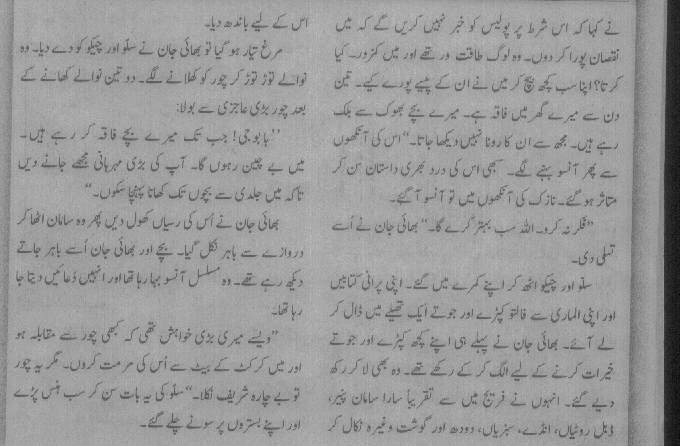 نے کہا کہ اس شرط پر پولیس کو خبر نہیں کریں گے کہ میں
نقصان پورا کر دوں۔ وہ لوگ طاقت ور تھے اور میں کمزور۔ کیا
کرتا؟ اپنا سب کچھ بیچ کر میں نے ان کے پیسے پورے کیے۔ تین
دن سے میرے گھر میں فاقہ ہے۔ میرے بچے بھوک سے بلک
رہے ہیں۔ مجھ سے ان کا رونا نہیں دیکھا جاتا۔“ اس کی آنکھوں
سے پھر آنسو بہنے لگے۔ سبھی اس کی درد بھری داستان سن کر
متاثر ہو گئے۔ نازک کی آنکھوں میں تو آنسو آ گئے۔
”فکر نہ کرو۔ اللہ سب بہتر کرے گا۔“ بھائی جان نے اُسے
تسلی دی۔
سلّو اور چیکو اٹھ کر اپنے کمرے میں گئے۔ اپنی پرانی کتابیں
اور اپنی الماری سے فالتو کپڑے اور جوتے ایک تھیلے میں ڈال کر
لے آئے۔ بھائی جان نے پہلے ہی اپنے کچھ کپڑے اور جوتے
خیرات کرنے کے لیے الگ کر کے رکھے تھے۔ وہ بھی لا کر رکھ
دیے گئے۔ انہوں نے فریج میں سے تقریباً سارا سامان پنیر،
ڈبل روٹیاں، انڈے، سبزیاں، دودھ اور گوشت وغیرہ نکال کر
اس کے لیے باندھ دیا۔
مرغ تیار ہو گیا تو بھائی جان نے سلّو اور چیکو کو دے دیا۔ وہ
نوالے توڑ توڑ کر چور کو کھلانے لگے۔ دو تین نوالے کھانے کے
بعد چور بڑی عاجزی سے بولا:
”بابو جی! جب تک میرے بچے فاقہ کر رہے ہیں۔
میں بے چین رہوں گا۔ آپ کی بڑی مہربانی مجھے جانے دیں
تاکہ میں جلدی سے بچوں تک کھانا پہنچا سکوں۔“
بھائی جان نے اُس کی رسیاں کھول دیں پھر وہ سامان اٹھا کر
دروازے سے باہر نکل گیا۔ بچے اور بھائی جان اُسے باہر جاتے
دیکھ رہے تھے۔ وہ مسلسل آنسو بہا رہا تھا اور انہیں دُعائیں دیتا جا
رہا تھا۔
”ویسے میری بڑی خواہش تھی کہ کبھی چور سے مقابلہ ہو
اور میں کرکٹ کے بیٹ سے اُس کی مرمت کروں۔ مگر یہ چور
تو بے چارہ شریف نکلا۔“ سلّو کی یہ بات سن کر سب ہنس پڑے
اور اپنے بستروں پر سونے چلے گئے۔